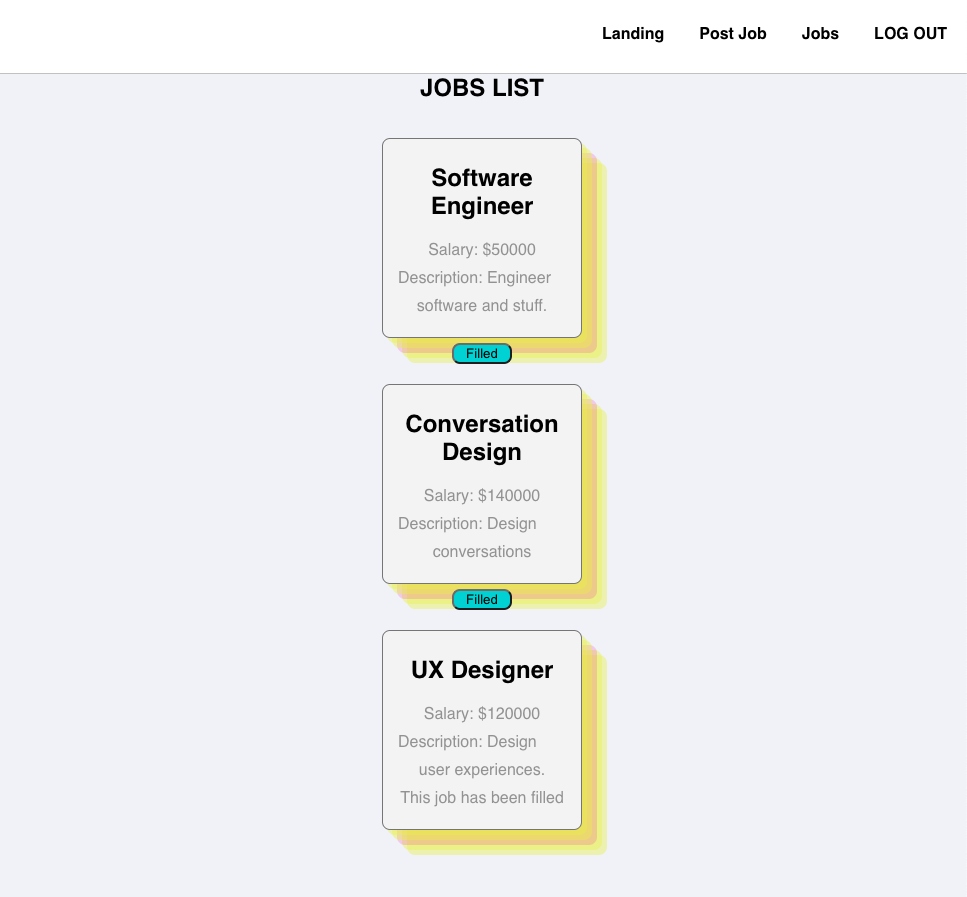 Landing Post Job Jobs LOG OUT
JOBS LIST
Software
Engineer
Salary: $50000
Description: Engineer
software and stuff.
Filled
Conversation
Design
Salary: $140000
Description: Design
conversations
Filled
UX Designer
Salary: $120000
Description: Design
user experiences.
This job has been filled